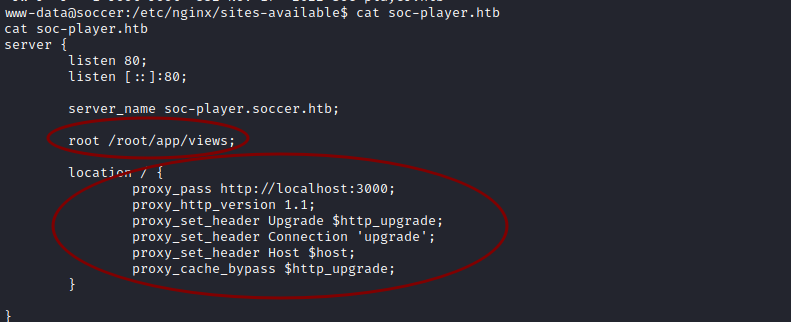 www-data@soccer:/etc/nginx/sites-available$ cat soc-player.htb
cat soc-player.htb
server {
        listen 80;
        listen [::]:80;

        server_name soc-player.soccer.htb;

        root /root/app/views;

        location / {
                proxy_pass http://localhost:3000;
                proxy_http_version 1.1;
                proxy_set_header Upgrade $http_upgrade;
                proxy_set_header Connection 'upgrade';
                proxy_set_header Host $host;
                proxy_cache_bypass $http_upgrade;
        }

}